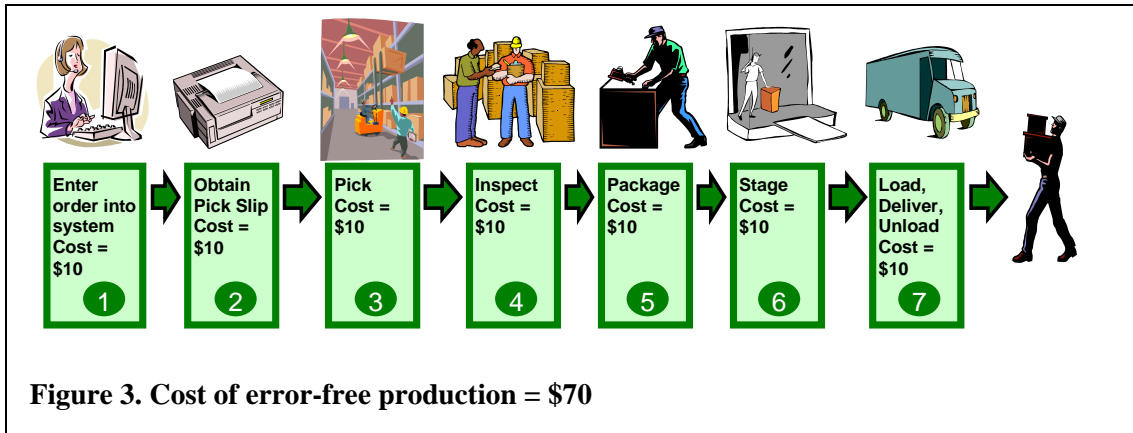 Enter
order into
system
Cost =
$10
1
Obtain
Pick Slip
Cost =
$10
2
Pick
Cost =
$10
3
Inspect
Cost =
$10
4
Package
Cost =
$10
5
Stage
Cost =
$10
6
Load,
Deliver,
Unload
Cost =
$10
7
Figure 3. Cost of error-free production = $70